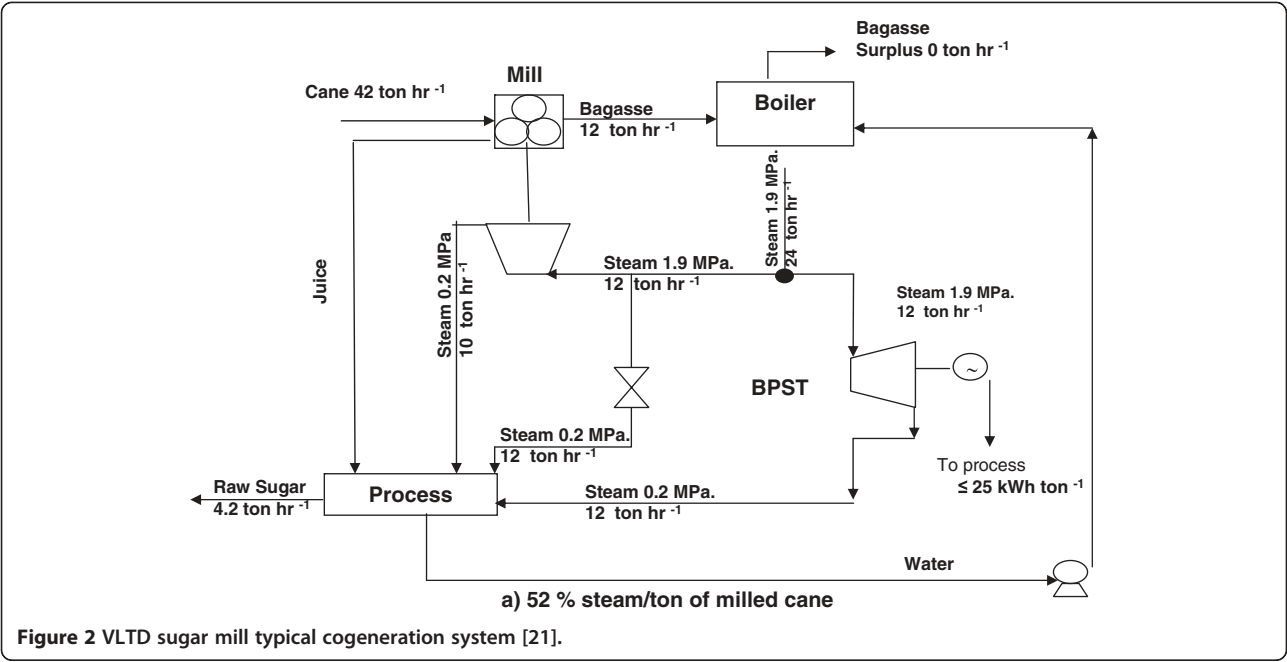 Bagasse
Surplus 0 ton hr -1
Mill
Cane 42 ton hr -1
Boiler
Bagasse
12 ton hr -1
Steam 1.9 MPa.
24 ton hr -1
Juice
Steam 0.2 MPa
10 ton hr -1
Steam 1.9 MPa.
12 ton hr -1
Steam 1.9 MPa.
12 ton hr -1
~
BPST
Steam 0.2 MPa.
12 ton hr -1
To process
≤ 25 kWh ton -1
Raw Sugar
4.2 ton hr -1
Process
Steam 0.2 MPa.
12 ton hr -1
Water
a) 52 % steam/ton of milled cane
Figure 2 VLTD sugar mill typical cogeneration system [21].